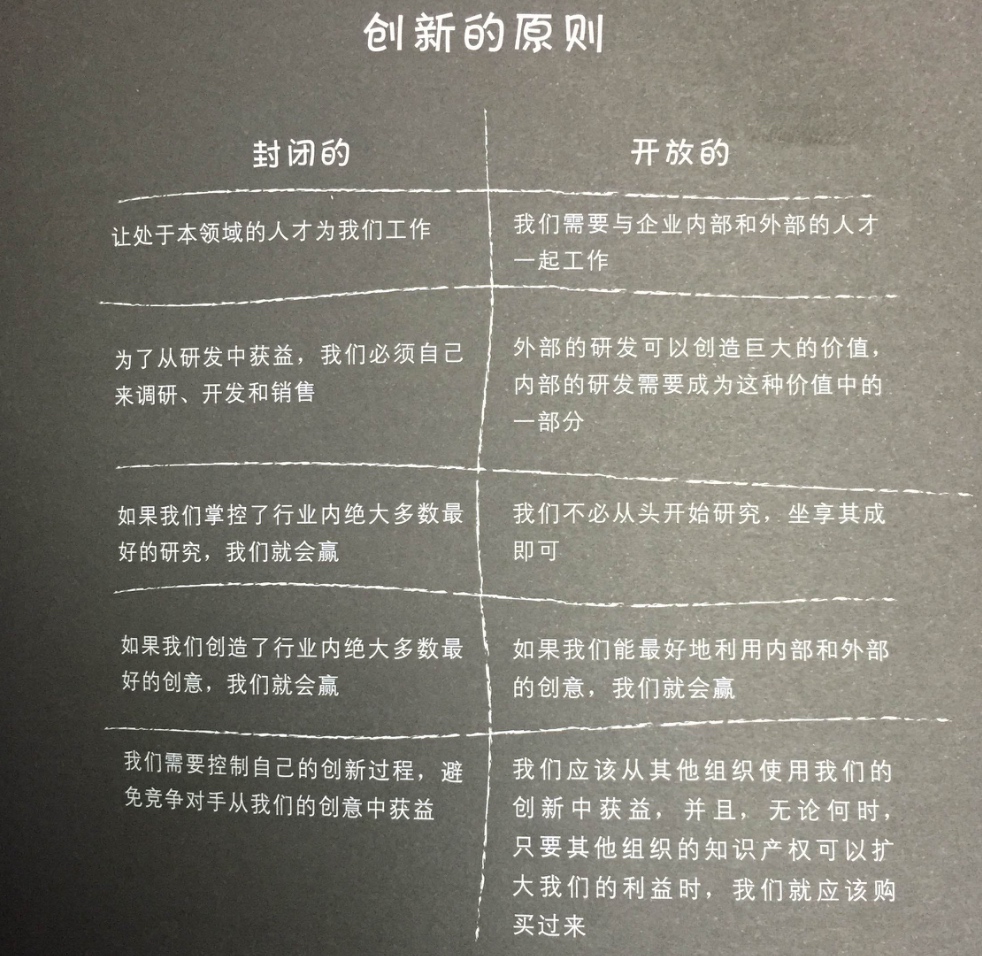 创新的原则
封闭的
开放的
让处于本领域的人才为我们工作
我们需要与企业内部和外部的人才
一起工作
为了从研发中获益，我们必须自己
来调研、开发和销售
外部的研发可以创造巨大的价值，
内部的研发需要成为这种价值中的
一部分
如果我们掌控了行业内绝大多数最
好的研究，我们就会赢
我们不必从头开始研究，坐享其成
即可
如果我们创造了行业内绝大多数最
好的创意，我们就会赢
如果我们能最好地利用内部和外部
的创意，我们就会赢
我们需要控制自己的创新过程，避
免竞争对手从我们的创意中获益
我们应该从其他组织使用我们的
创新中获益，并且，无论何时，
只要其他组织的知识产权可以扩
大我们的利益时，我们就应该购
买过来